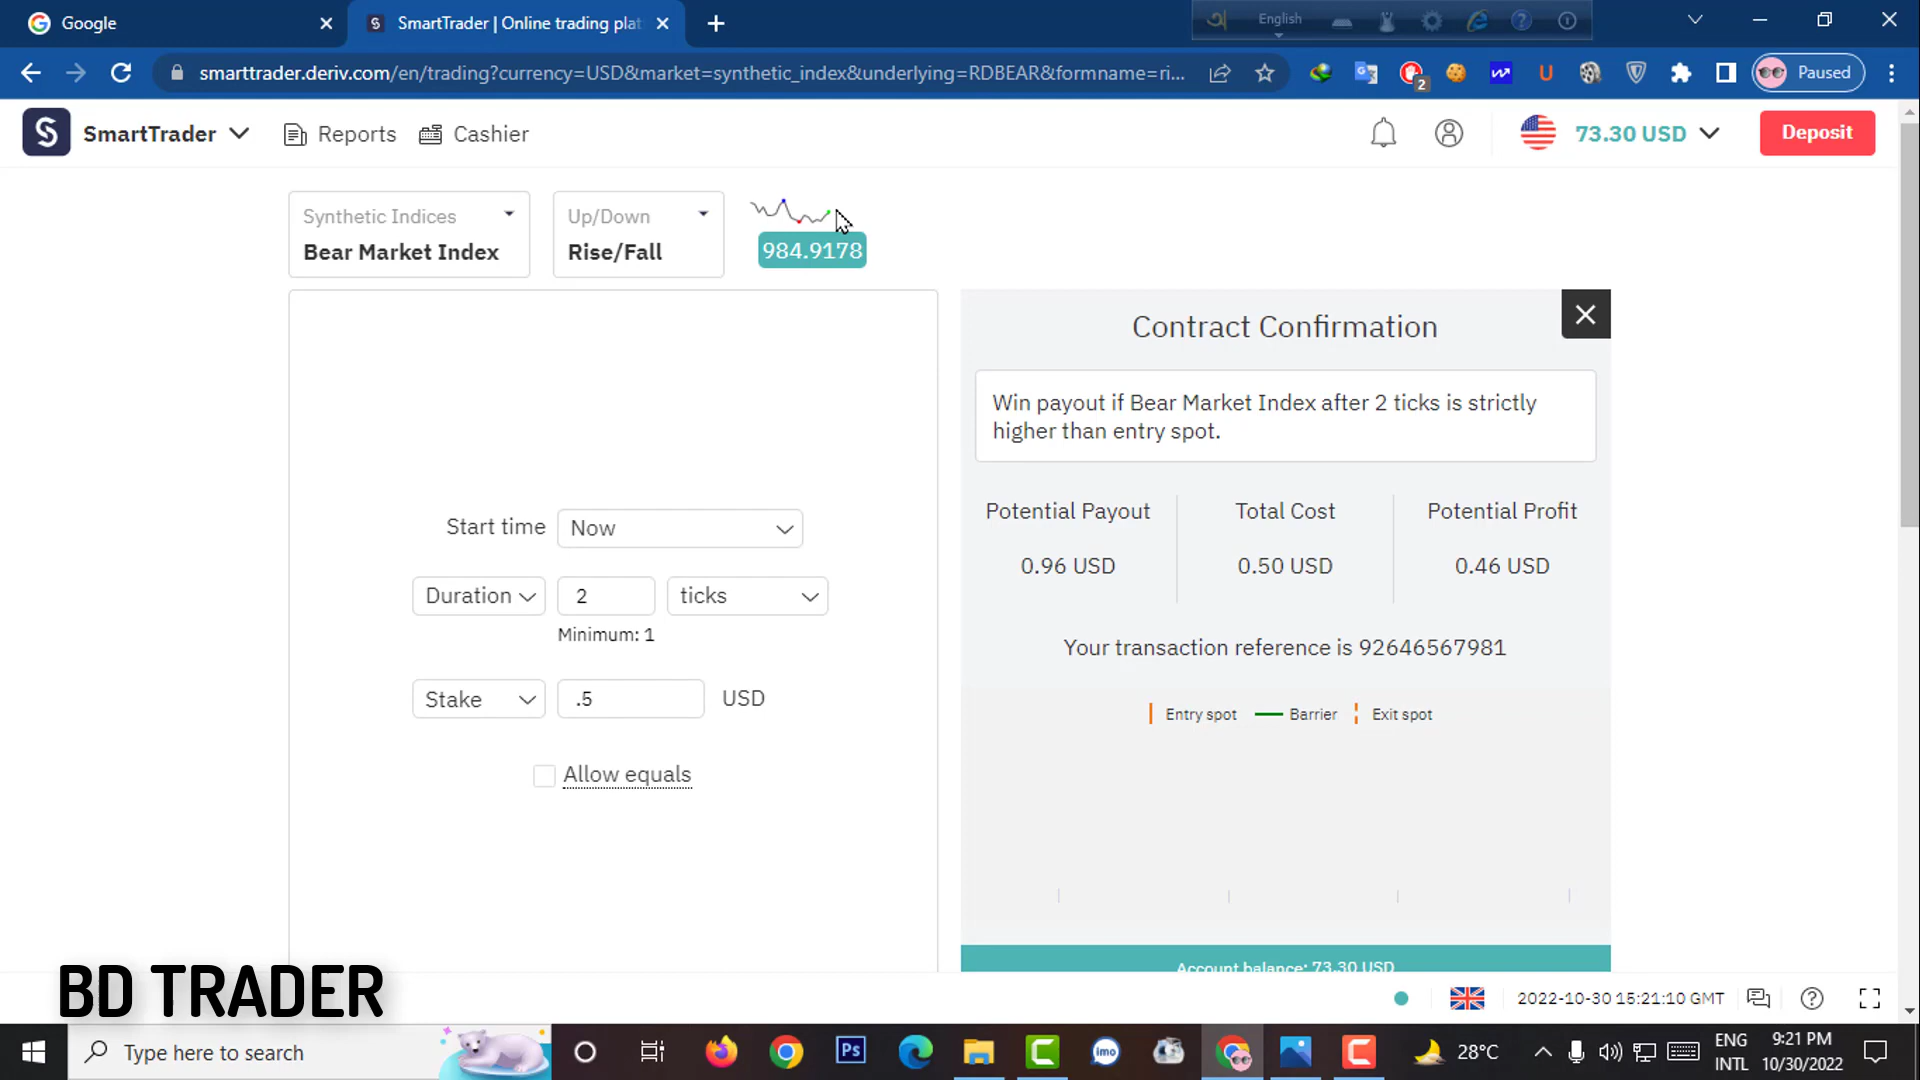 Google
SmartTrader | Online trading plat
English
smarttrader.deriv.com/en/trading?currency=USD&market=synthetic_index&underlying=RDBEAR&formname=ri...
2
Paused
SmartTrader
Reports
Cashier
73.30 USD
Deposit
Synthetic Indices
Bear Market Index
Up/Down
Rise/Fall
984.9178
Contract Confirmation
Win payout if Bear Market Index after 2 ticks is strictly
higher than entry spot.
Potential Payout
Total Cost
Potential Profit
0.96 USD
0.50 USD
0.46 USD
Your transaction reference is 92646567981
Entry spot
Barrier
Exit spot
Start time
Now
Duration
2
ticks
Minimum: 1
Stake
.5
USD
Allow equals
Account balance: 73.30 USD
BD TRADER
2022-10-30 15:21:10 GMT
Type here to search
Ps
imo
28°C
ENG
INTL
9:21 PM
10/30/2022